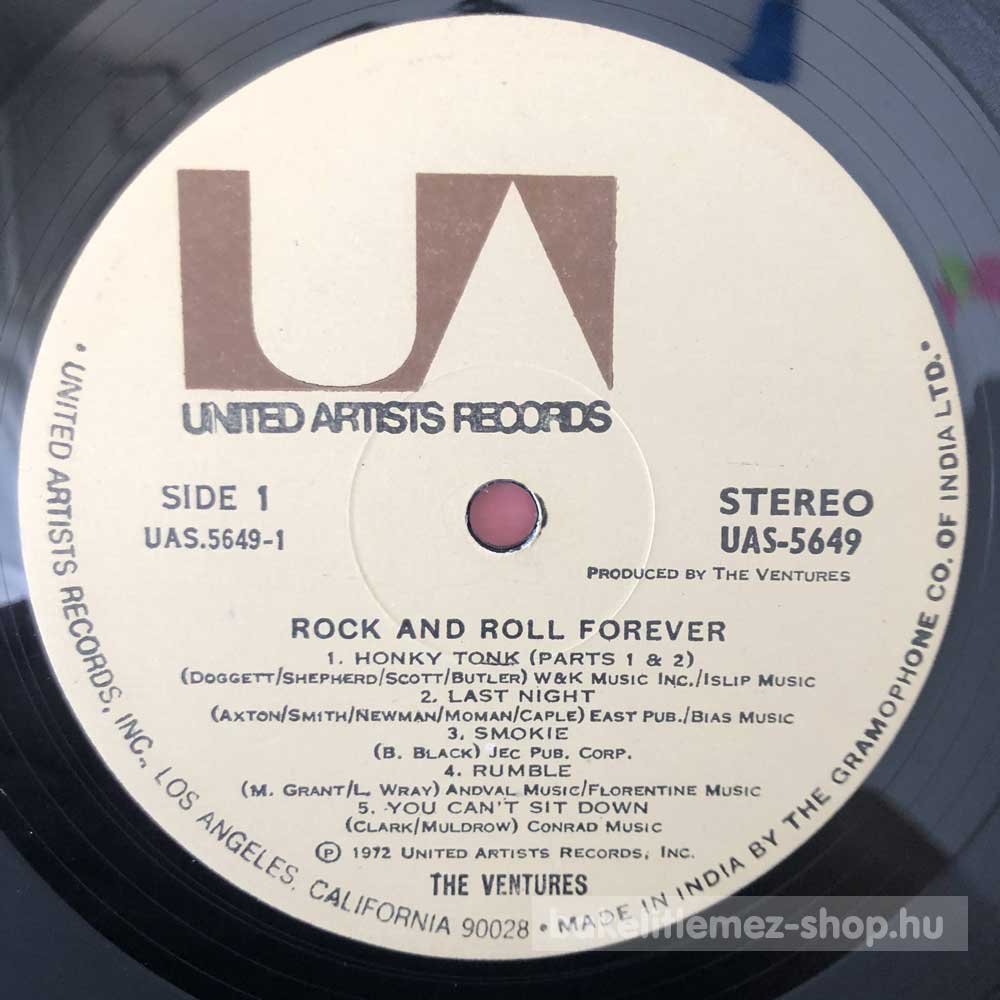 UNITED ARTISTS RECORDS
SIDE 1
UAS.5649-1
STEREO
UAS-5649
PRODUCED BY THE VENTURES
ROCK AND ROLL FOREVER
1. HONKY TONK (PARTS 1 & 2)
(DOGGETT/SHEPHERD/SCOTT/BUTLER) W&K MUSIC INC./ISLIP MUSIC
2. LAST NIGHT
(AXTON/SMITH/NEWMAN/MOMAN/CAPLE) EAST PUB./BIAS MUSIC
3. SMOKIE
(B. BLACK) JEC PUB. CORP.
4. RUMBLE
(M. GRANT/L. WRAY) ANDVAL MUSIC/FLORENTINE MUSIC
5. YOU CAN'T SIT DOWN
(CLARK/MULDROW) CONRAD MUSIC
Ⓟ 1972 UNITED ARTISTS RECORDS, INC.
THE VENTURES
• UNITED ARTISTS RECORDS, INC., LOS ANGELES, CALIFORNIA 90028 • MADE IN INDIA BY THE GRAMOPHONE CO. OF INDIA LTD. •
bakelitlemez-shop.hu